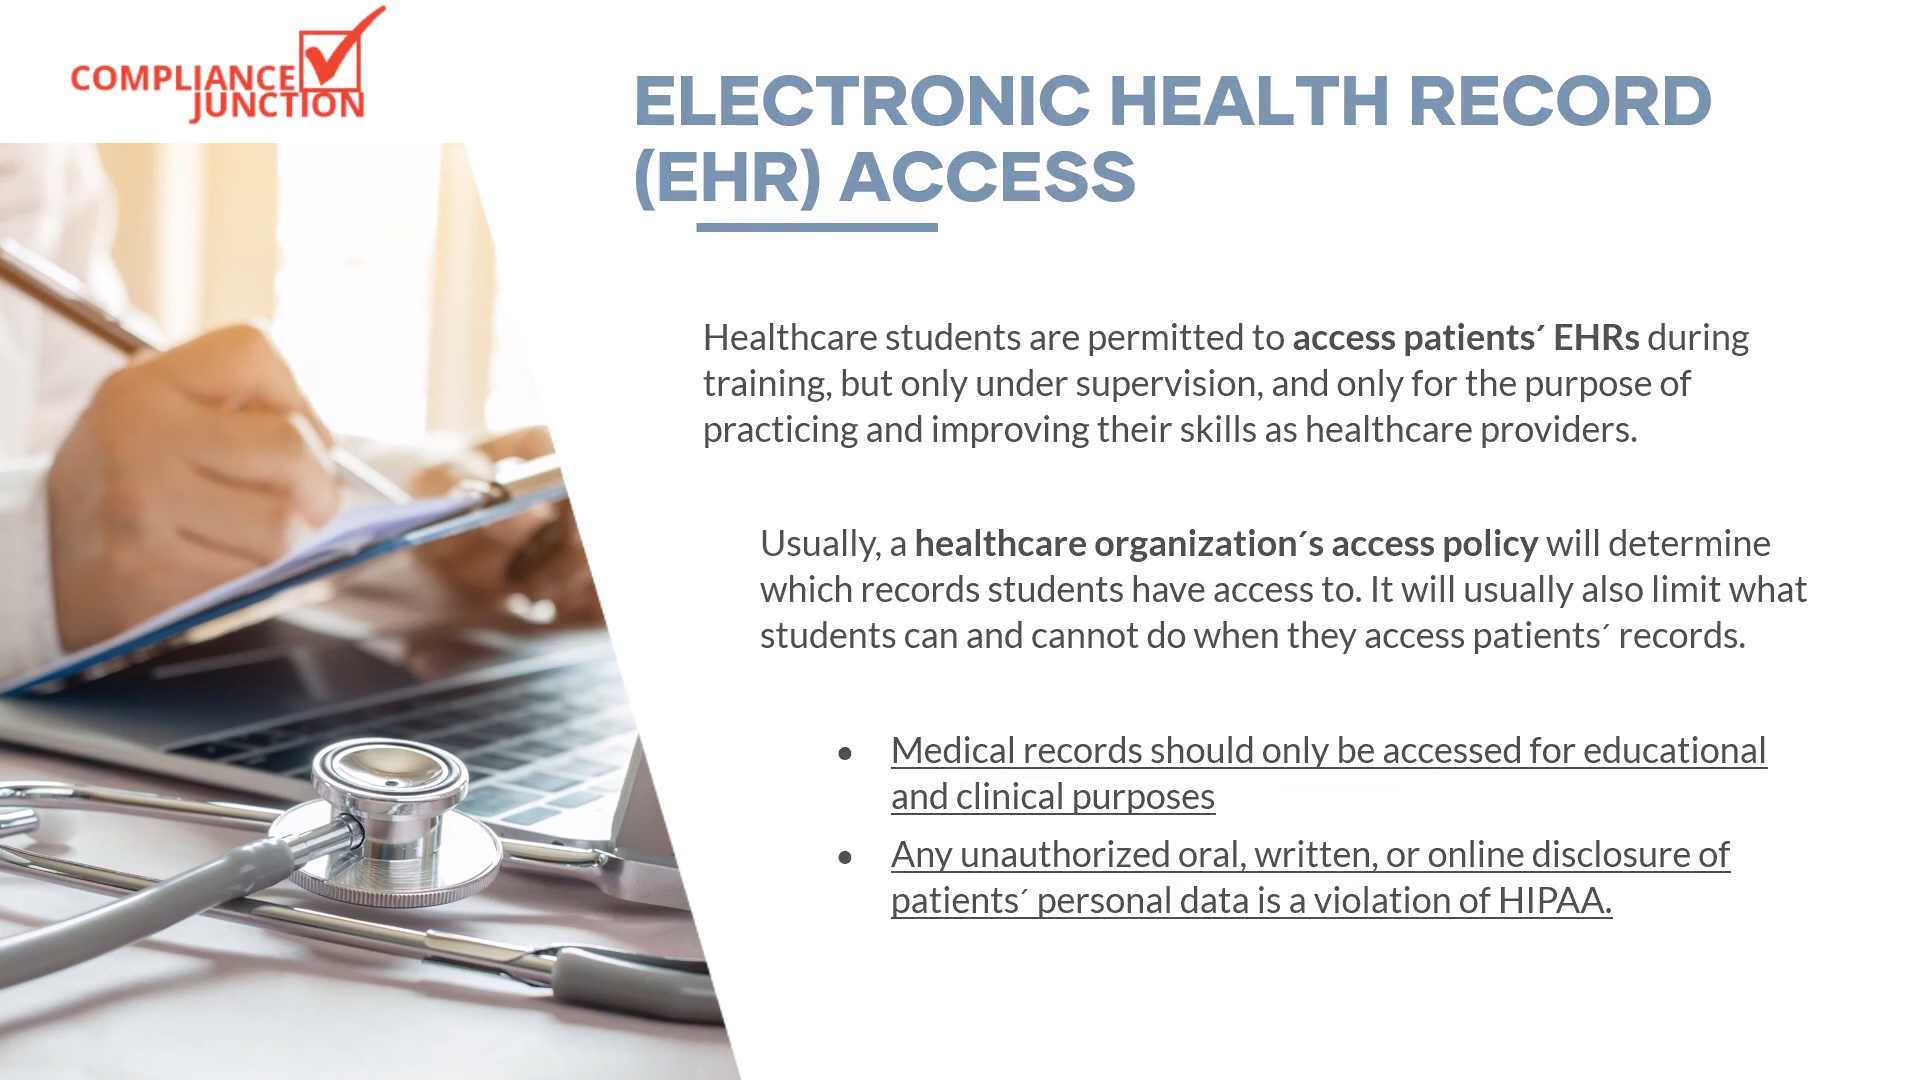 COMPLIANCE
JUNCTION
ELECTRONIC HEALTH RECORD
(EHR) ACCESS
Healthcare students are permitted to access patients´ EHRs during
training, but only under supervision, and only for the purpose of
practicing and improving their skills as healthcare providers.
Usually, a healthcare organization´s access policy will determine
which records students have access to. It will usually also limit what
students can and cannot do when they access patients´ records.
• Medical records should only be accessed for educational
and clinical purposes
• Any unauthorized oral, written, or online disclosure of
patients´ personal data is a violation of HIPAA.